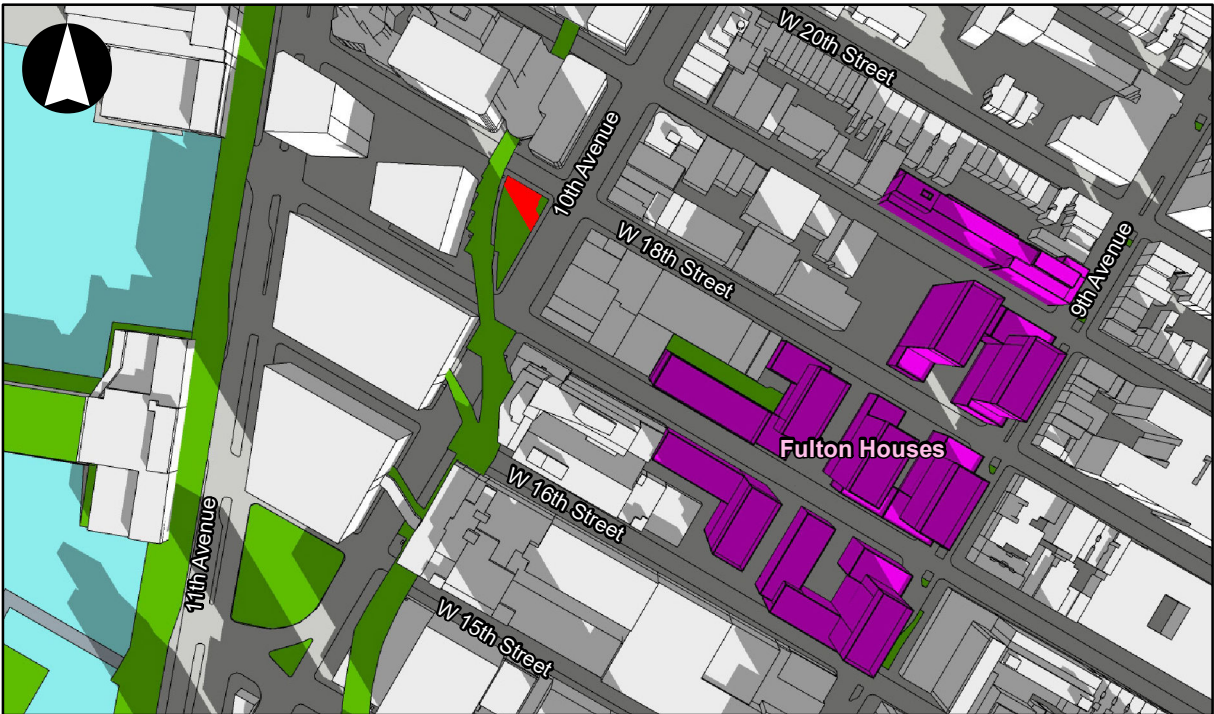 W 20th Street
10th Avenue
W 18th Street
9th Avenue
Fulton Houses
W 16th Street
11th Avenue
W 15th Street